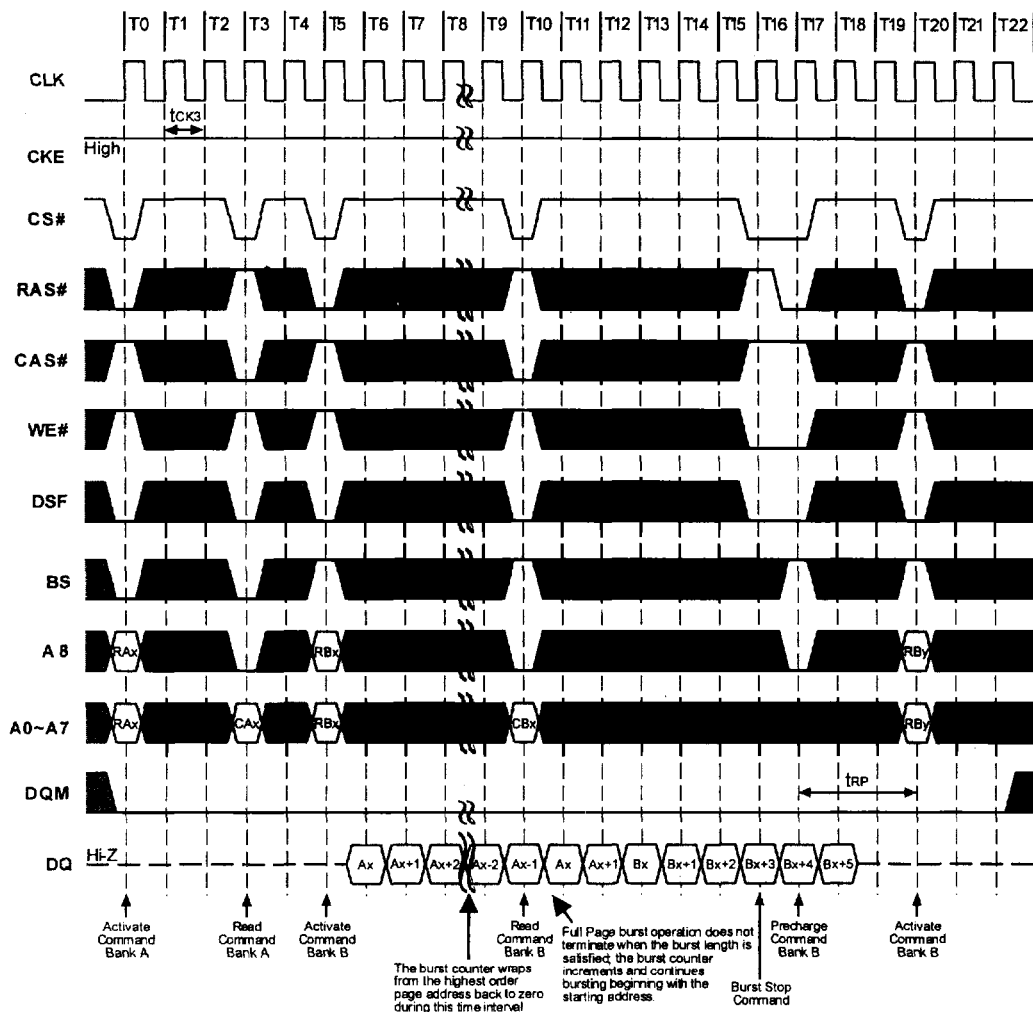 T0 T1 T2 T3 T4 T5 T6 T7 T8 T9 T10 T11 T12 T13 T14 T15 T16 T17 T18 T19 T20 T21 T22
CLK
tCK3
High
CKE
CS#
RAS#
CAS#
WE#
DSF
BS
A8 RAx RBx RBy
A0~A7 RAx CAx RBx CBx RBy
DQM
tRP
Hi-Z
DQ Ax Ax+1 Ax+2 Ax-2 Ax-1 Ax Ax+1 Bx Bx+1 Bx+2 Bx+3 Bx+4 Bx+5
Activate
Command
Bank A
Read
Command
Bank A
Activate
Command
Bank B
The burst counter wraps
from the highest order
page address back to zero
during this time interval
Read
Command
Bank B
Full Page burst operation does not
terminate when the burst length is
satisfied; the burst counter
increments and continues
bursting beginning with the
starting address.
Burst Stop
Command
Precharge
Command
Bank B
Activate
Command
Bank B